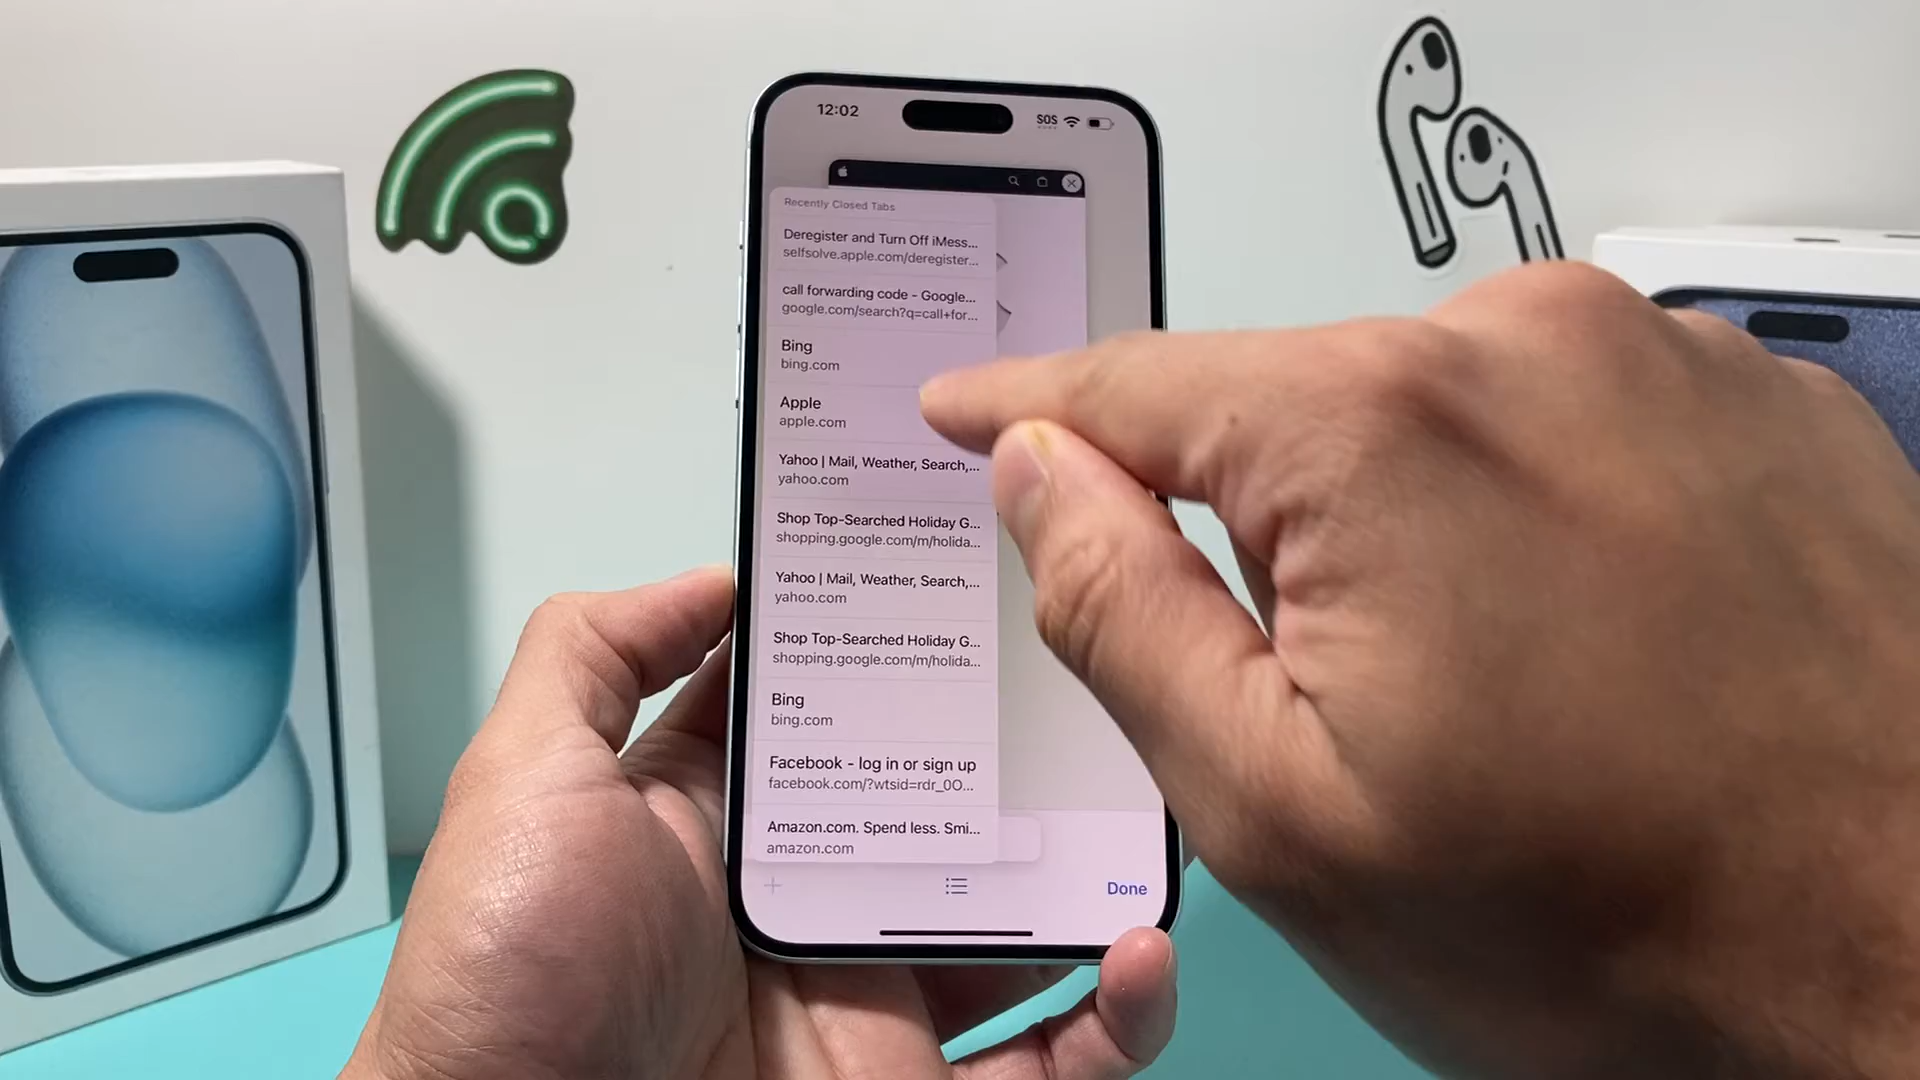 12:02
SOS
Recently Closed Tabs
Deregister and Turn Off iMess...
selfsolve.apple.com/deregister...
call forwarding code - Google...
google.com/search?q=call+for...
Bing
bing.com
Apple
apple.com
Yahoo | Mail, Weather, Search,...
yahoo.com
Shop Top-Searched Holiday G...
shopping.google.com/m/holida...
Yahoo | Mail, Weather, Search,...
yahoo.com
Shop Top-Searched Holiday G...
shopping.google.com/m/holida...
Bing
bing.com
Facebook - log in or sign up
facebook.com/?wtsid=rdr_0O...
Amazon.com. Spend less. Smi...
amazon.com
Done